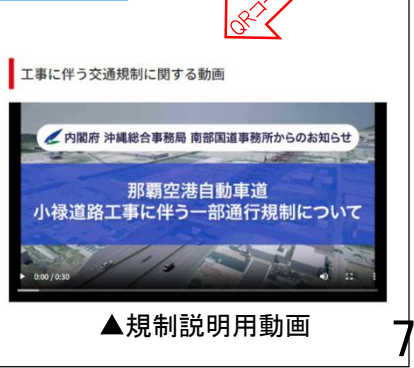 QRコー
工事に伴う交通規制に関する動画
内閣府 沖縄総合事務局 南部国道事務所からのお知らせ
那覇空港自動車道
小禄道路工事に伴う一部通行規制について
0:00 / 0:30
▲規制説明用動画
7